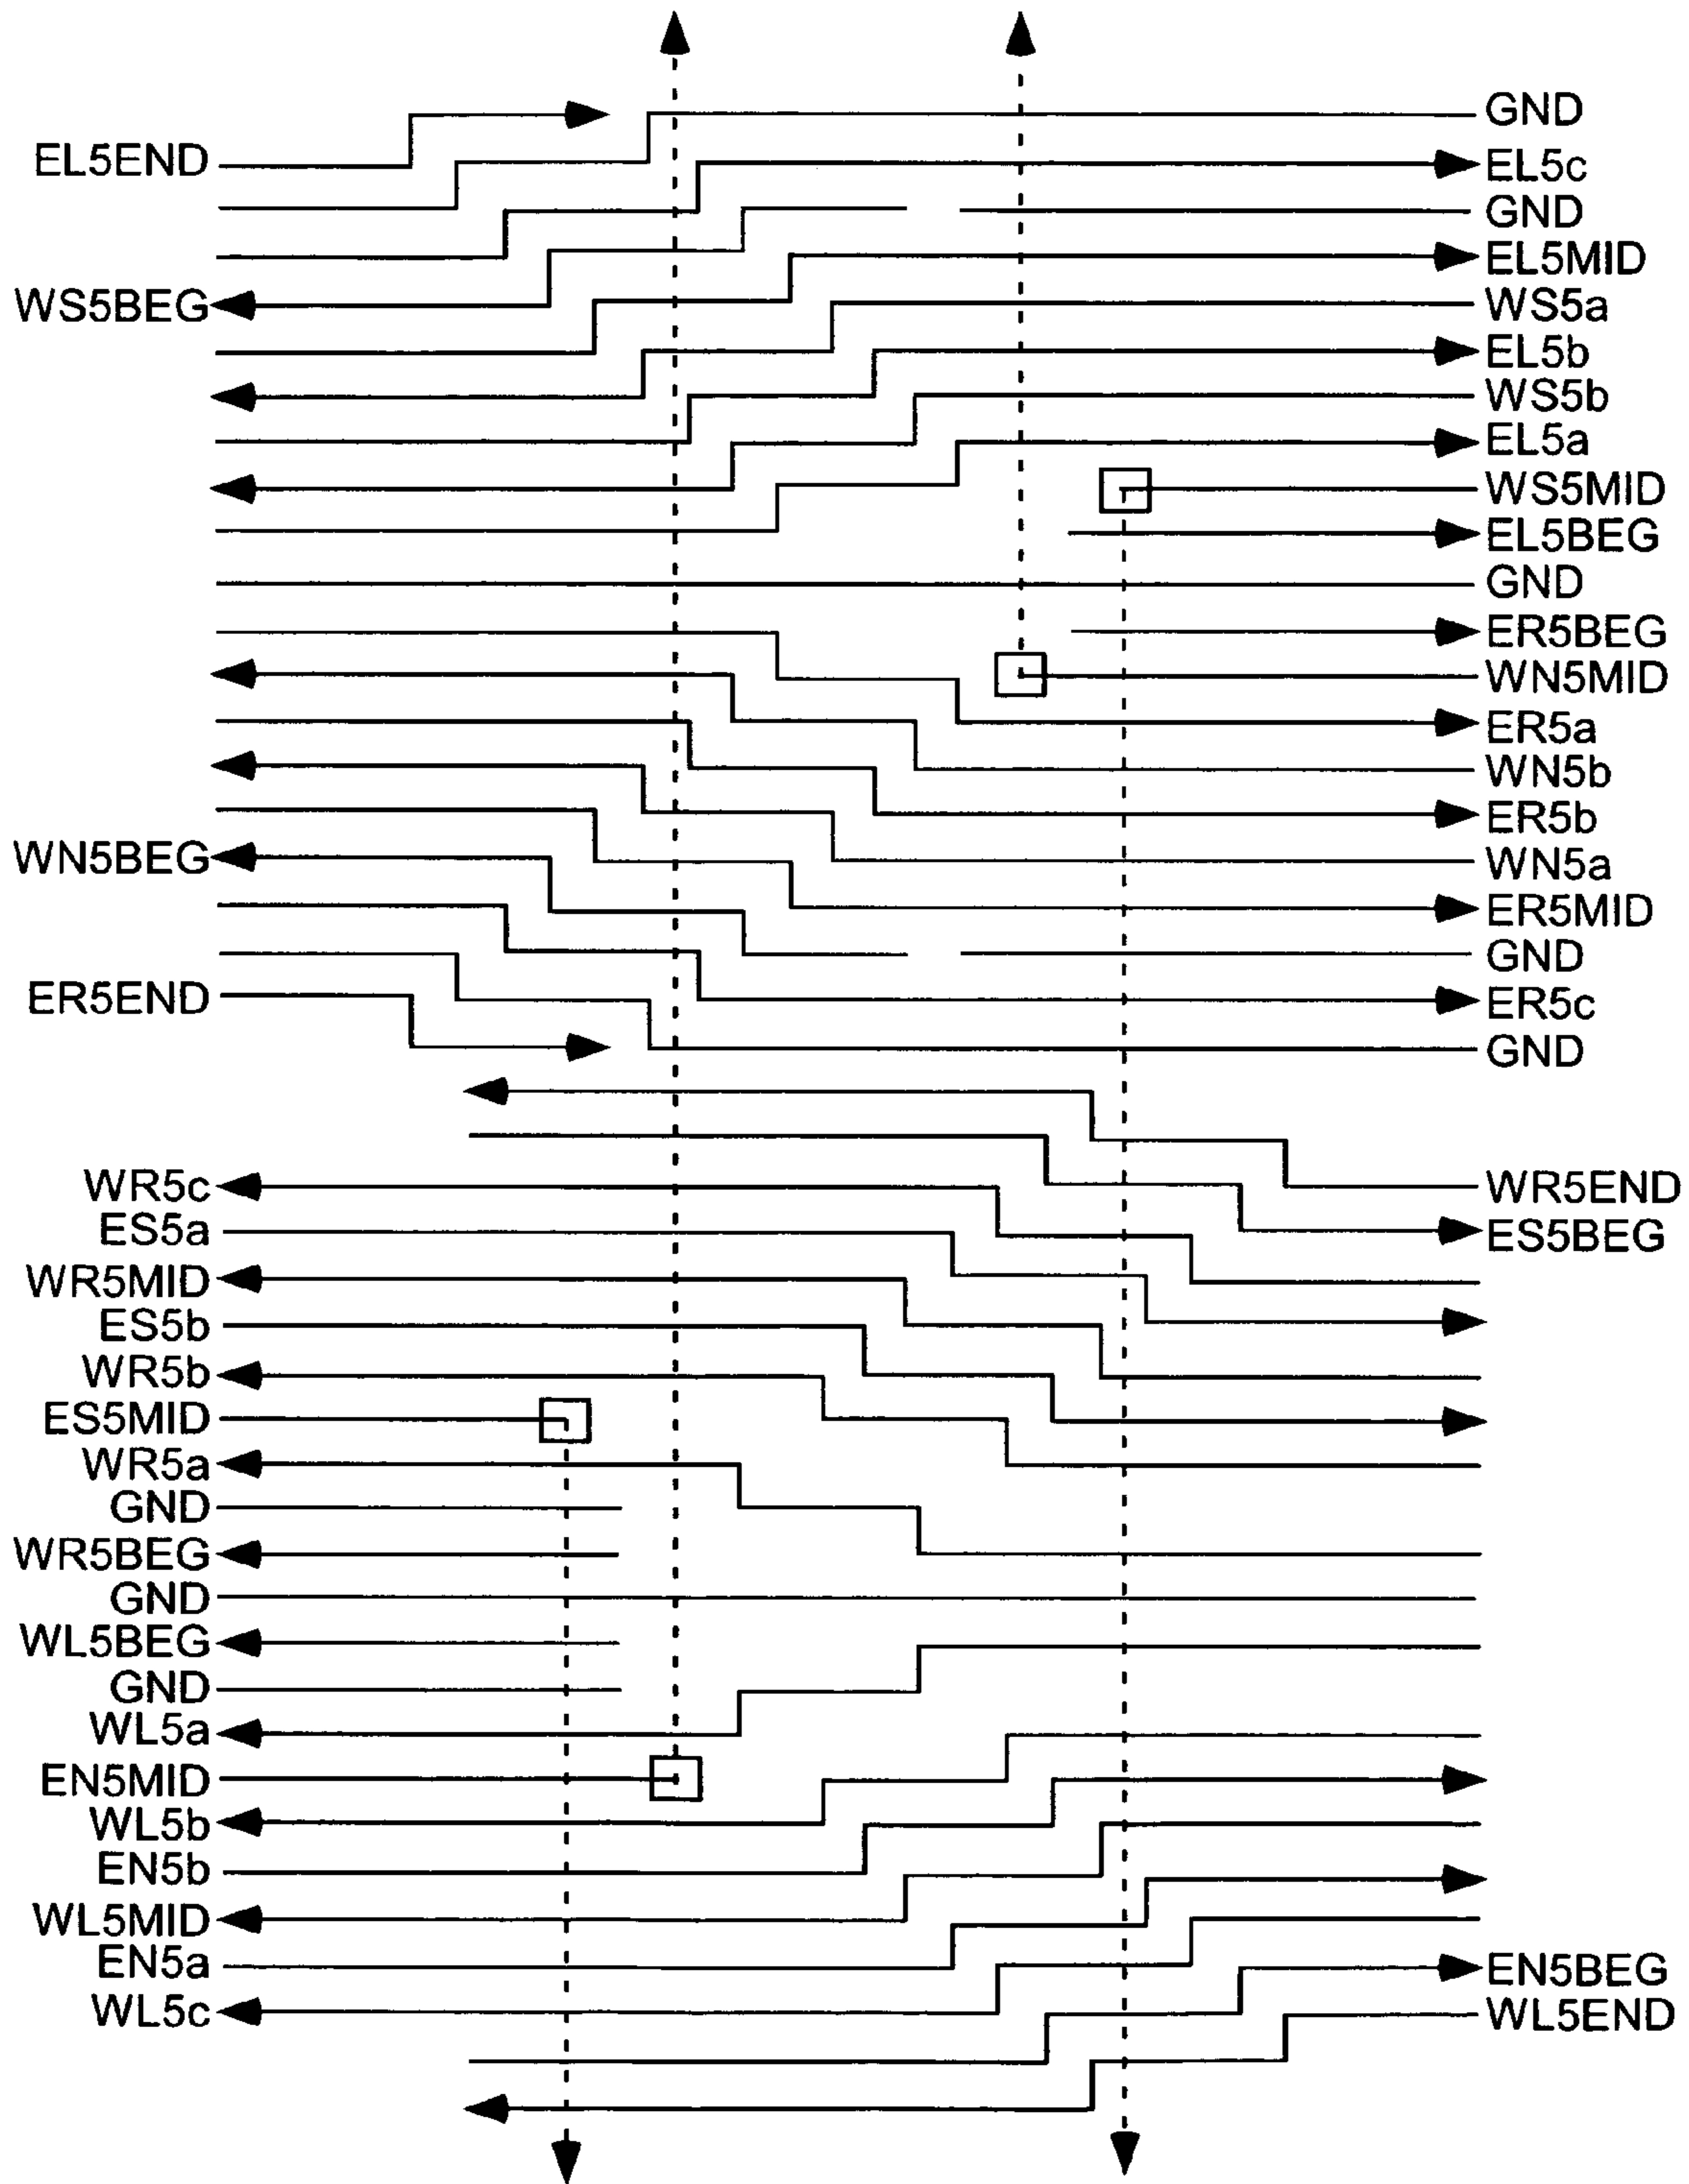 GND
EL5END
EL5c
GND
EL5MID
WS5BEG
WS5a
EL5b
WS5b
EL5a
WS5MID
EL5BEG
GND
ER5BEG
WN5MID
ER5a
WN5b
ER5b
WN5BEG
WN5a
ER5MID
GND
ER5END
ER5c
GND
WR5c
WR5END
ES5a
ES5BEG
WR5MID
ES5b
WR5b
ES5MID
WR5a
GND
WR5BEG
GND
WL5BEG
GND
WL5a
EN5MID
WL5b
EN5b
WL5MID
EN5a
EN5BEG
WL5c
WL5END